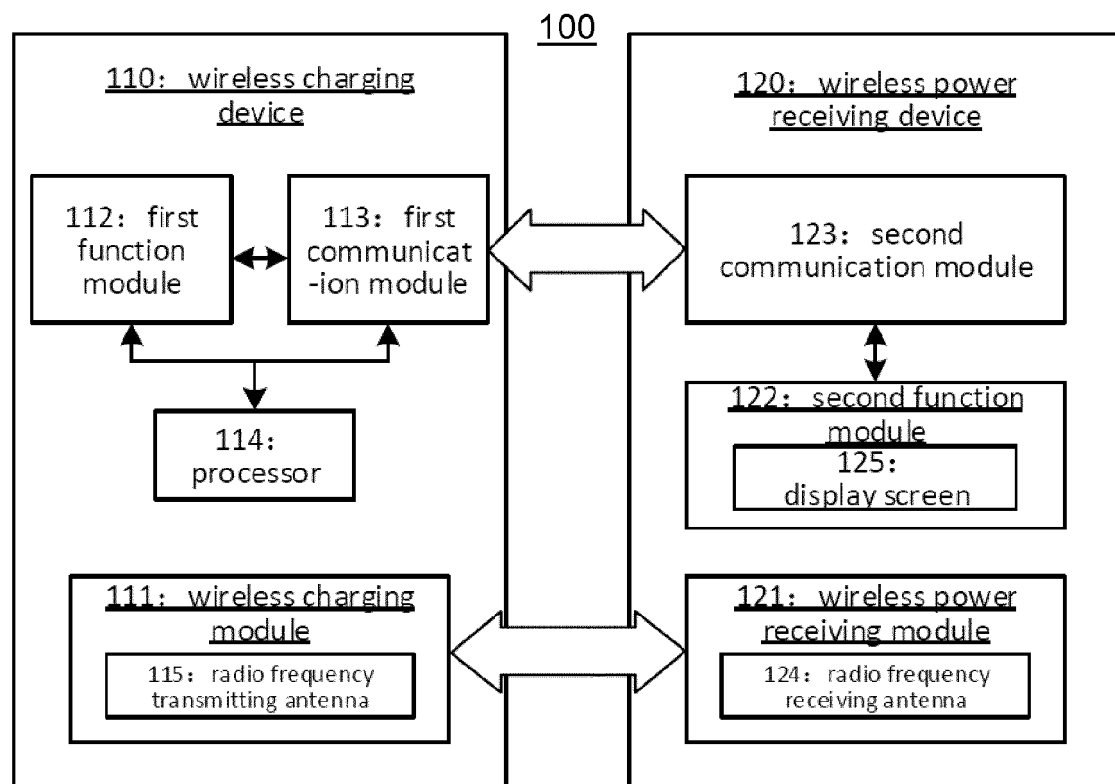 100
110： wireless charging
device
112： first
function
module
113： first
communicat
-ion module
114：
processor
111： wireless charging
module
115： radio frequency
transmitting antenna
120： wireless power
receiving device
123： second
communication module
122： second function
module
125：
display screen
121： wireless power
receiving module
124： radio frequency
receiving antenna